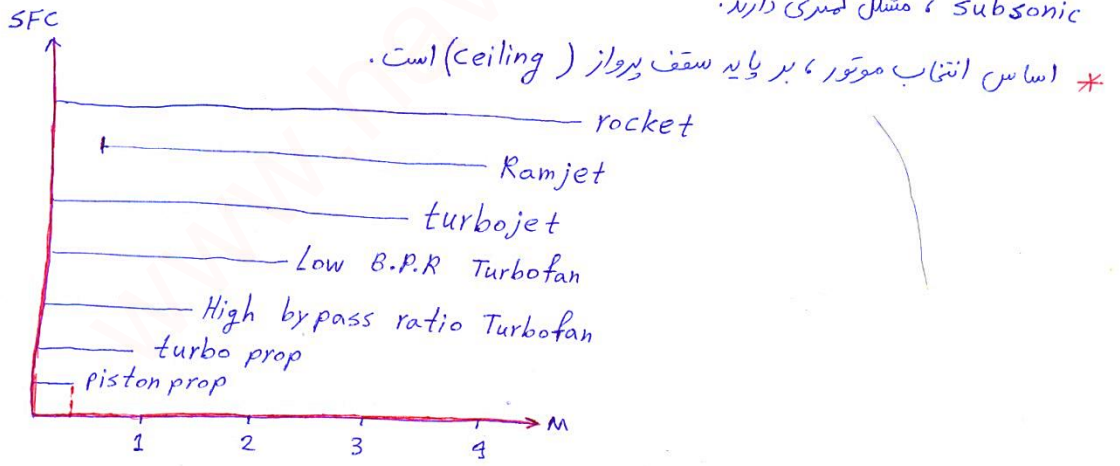 subsonic ، مشکل کمتری دارند.
* اساس انتخاب موتور ، بر پایه سقف پرواز (ceiling) است.
SFC
rocket
Ramjet
turbojet
Low B.P.R Turbofan
High bypass ratio Turbofan
turbo prop
piston prop
M
1 2 3 4